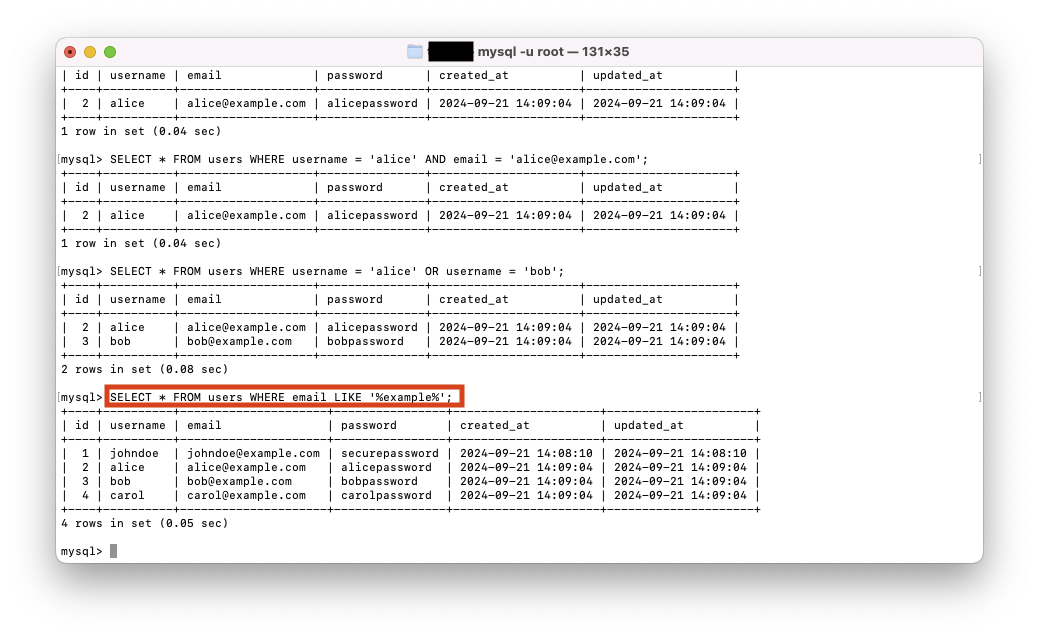 mysql -u root — 131×35
| id | username | email            | password      | created_at          | updated_at          |
+----+----------+------------------+---------------+---------------------+---------------------+
|  2 | alice    | alice@example.com | alicepassword | 2024-09-21 14:09:04 | 2024-09-21 14:09:04 |
+----+----------+-------------------+---------------+---------------------+---------------------+
1 row in set (0.04 sec)
[mysql> SELECT * FROM users WHERE username = 'alice' AND email = 'alice@example.com'; ]
+----+----------+-------------------+---------------+---------------------+---------------------+
| id | username | email             | password      | created_at          | updated_at          |
+----+----------+-------------------+---------------+---------------------+---------------------+
|  2 | alice    | alice@example.com | alicepassword | 2024-09-21 14:09:04 | 2024-09-21 14:09:04 |
+----+----------+-------------------+---------------+---------------------+---------------------+
1 row in set (0.04 sec)
[mysql> SELECT * FROM users WHERE username = 'alice' OR username = 'bob'; ]
+----+----------+-------------------+---------------+---------------------+---------------------+
| id | username | email             | password      | created_at          | updated_at          |
+----+----------+-------------------+---------------+---------------------+---------------------+
|  2 | alice    | alice@example.com | alicepassword | 2024-09-21 14:09:04 | 2024-09-21 14:09:04 |
|  3 | bob      | bob@example.com   | bobpassword   | 2024-09-21 14:09:04 | 2024-09-21 14:09:04 |
+----+----------+-------------------+---------------+---------------------+---------------------+
2 rows in set (0.08 sec)
[mysql> SELECT * FROM users WHERE email LIKE '%example%'; ]
+----+----------+---------------------+----------------+---------------------+---------------------+
| id | username | email               | password       | created_at          | updated_at          |
+----+----------+---------------------+----------------+---------------------+---------------------+
|  1 | johndoe  | johndoe@example.com | securepassword | 2024-09-21 14:08:10 | 2024-09-21 14:08:10 |
|  2 | alice    | alice@example.com   | alicepassword  | 2024-09-21 14:09:04 | 2024-09-21 14:09:04 |
|  3 | bob      | bob@example.com     | bobpassword    | 2024-09-21 14:09:04 | 2024-09-21 14:09:04 |
|  4 | carol    | carol@example.com   | carolpassword  | 2024-09-21 14:09:04 | 2024-09-21 14:09:04 |
+----+----------+---------------------+----------------+---------------------+---------------------+
4 rows in set (0.05 sec)
mysql>